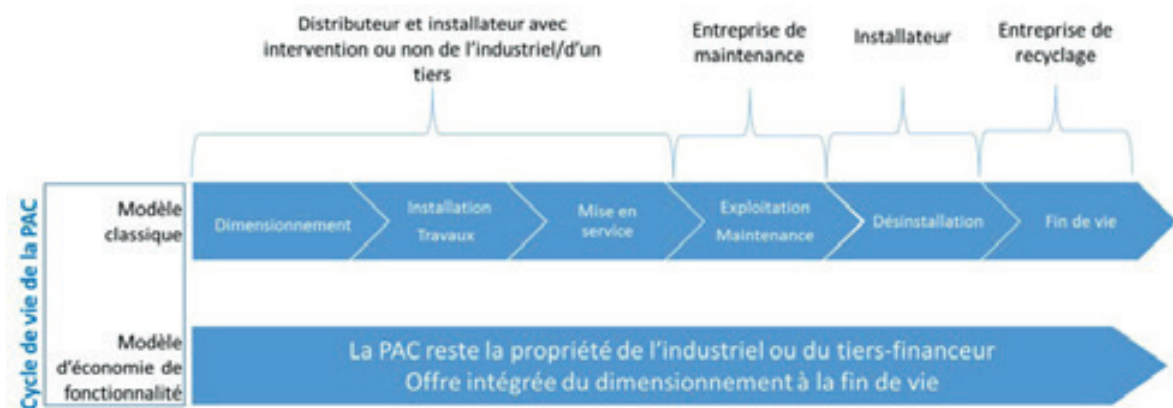 Distributeur et installateur avec
intervention ou non de l'industriel/d'un
tiers
Entreprise de
maintenance
Installateur
Entreprise de
recyclage
Cycle de vie de la PAC
Modèle
classique
Dimensionnement
Installation
Travaux
Mise en
service
Exploitation
Maintenance
Désinstallation
Fin de vie
Modèle
d'économie de
fonctionnalité
La PAC reste la propriété de l'industriel ou du tiers-financeur
Offre intégrée du dimensionnement à la fin de vie